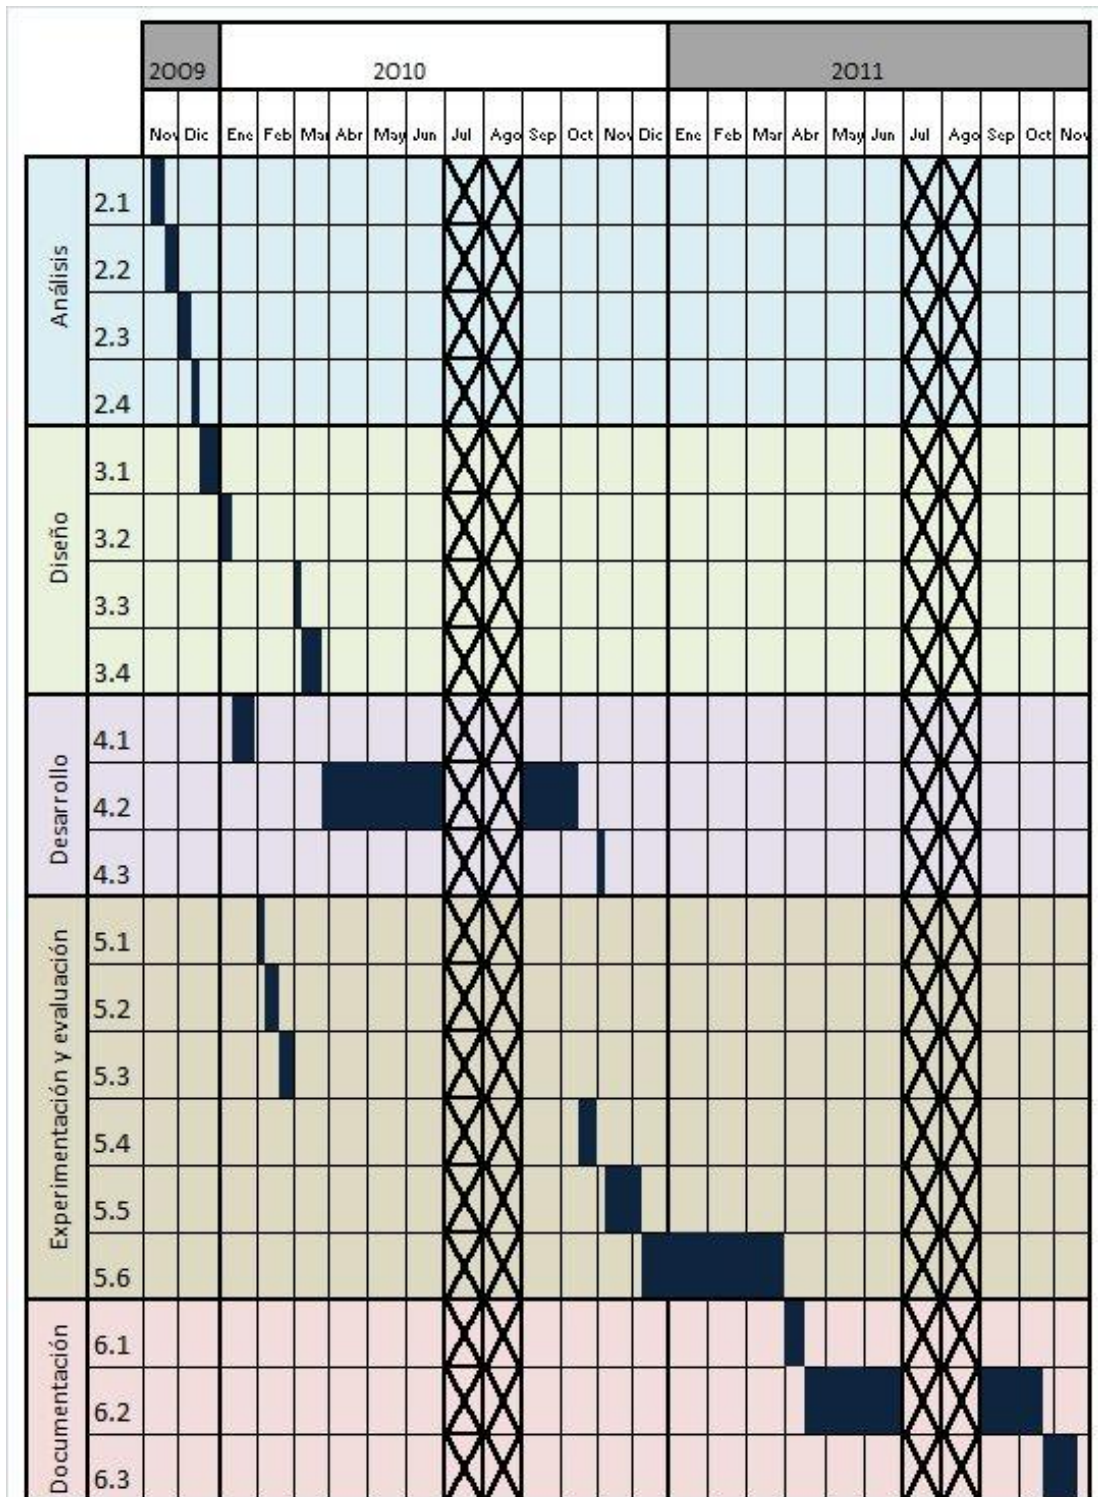 2009 2010 2011
Nov Dic Ene Feb Mar Abr May Jun Jul Ago Sep Oct Nov Dic Ene Feb Mar Abr May Jun Jul Ago Sep Oct Nov
Análisis
2.1
2.2
2.3
2.4
Diseño
3.1
3.2
3.3
3.4
Desarrollo
4.1
4.2
4.3
Experimentación y evaluación
5.1
5.2
5.3
5.4
5.5
5.6
Documentación
6.1
6.2
6.3